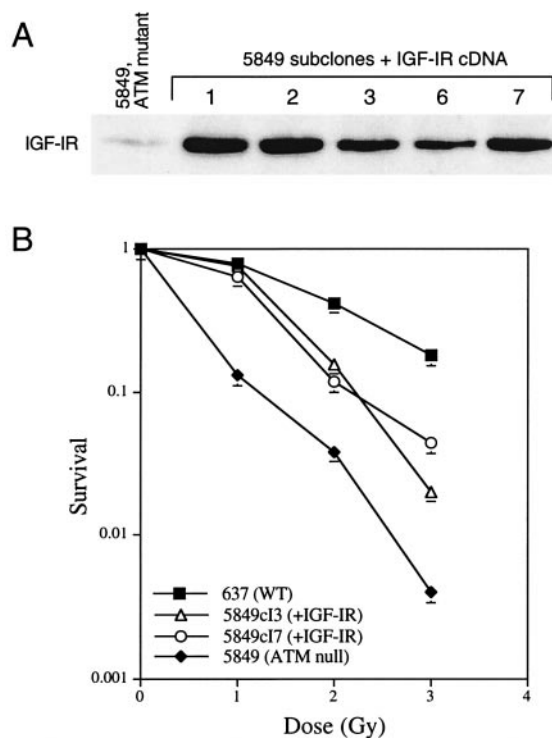 A
5849,
ATM mutant
5849 subclones + IGF-IR cDNA
1 2 3 6 7
IGF-IR
B
1
0.1
0.01
0.001
Survival
637 (WT)
5849cl3 (+IGF-IR)
5849cl7 (+IGF-IR)
5849 (ATM null)
0 1 2 3 4
Dose (Gy)